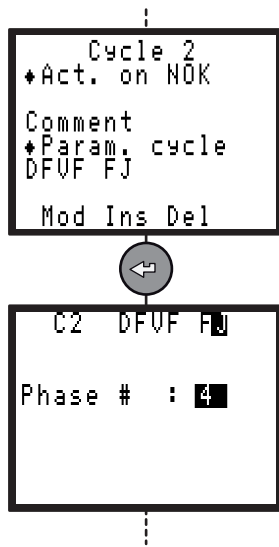 Cycle 2
♦Act. on NOK
Comment
♦Param. cycle
DFVF FJ
Mod Ins Del
C2 DFVF FJ
Phase # : 4